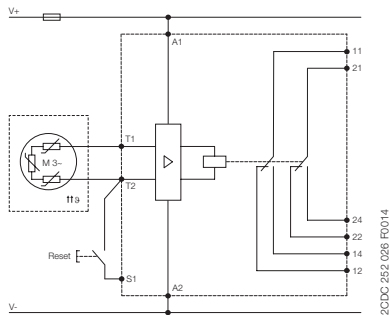 V+
A1
11
21
T1
M 3~
T2
↑↑϶
24
22
Reset
14
S1
12
A2
V-
2CDC 252 026 F0014